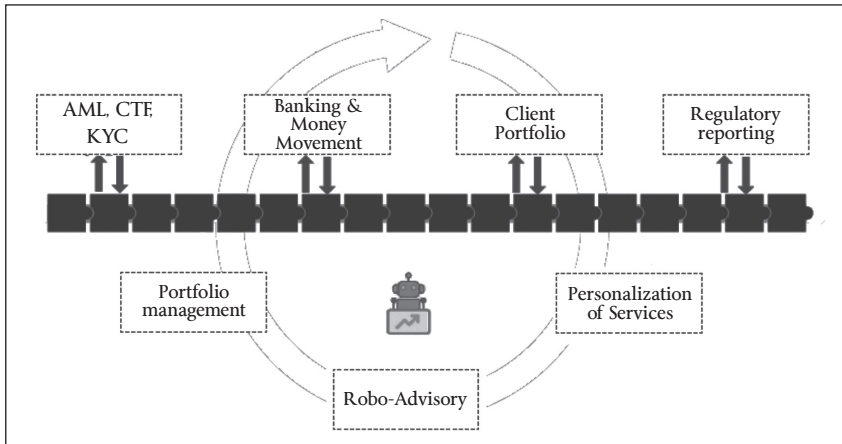 AML, CTF,
KYC
Banking &
Money
Movement
Client
Portfolio
Regulatory
reporting
Portfolio
management
Personalization
of Services
Robo-Advisory